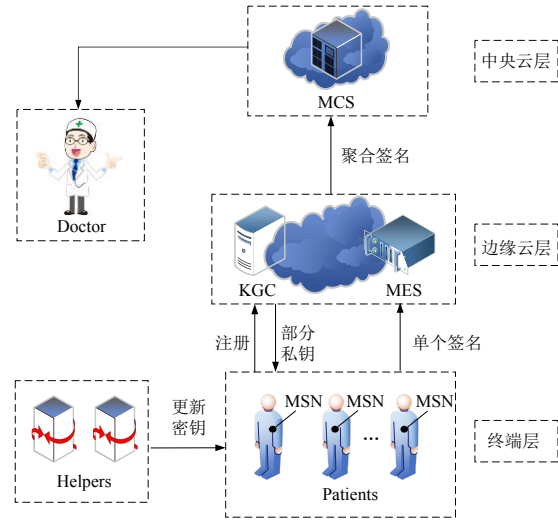 MCS
中央云层
Doctor
聚合签名
KGC
MES
边缘云层
注册
部分
私钥
单个签名
更新
密钥
MSN
MSN
MSN
...
终端层
Helpers
Patients